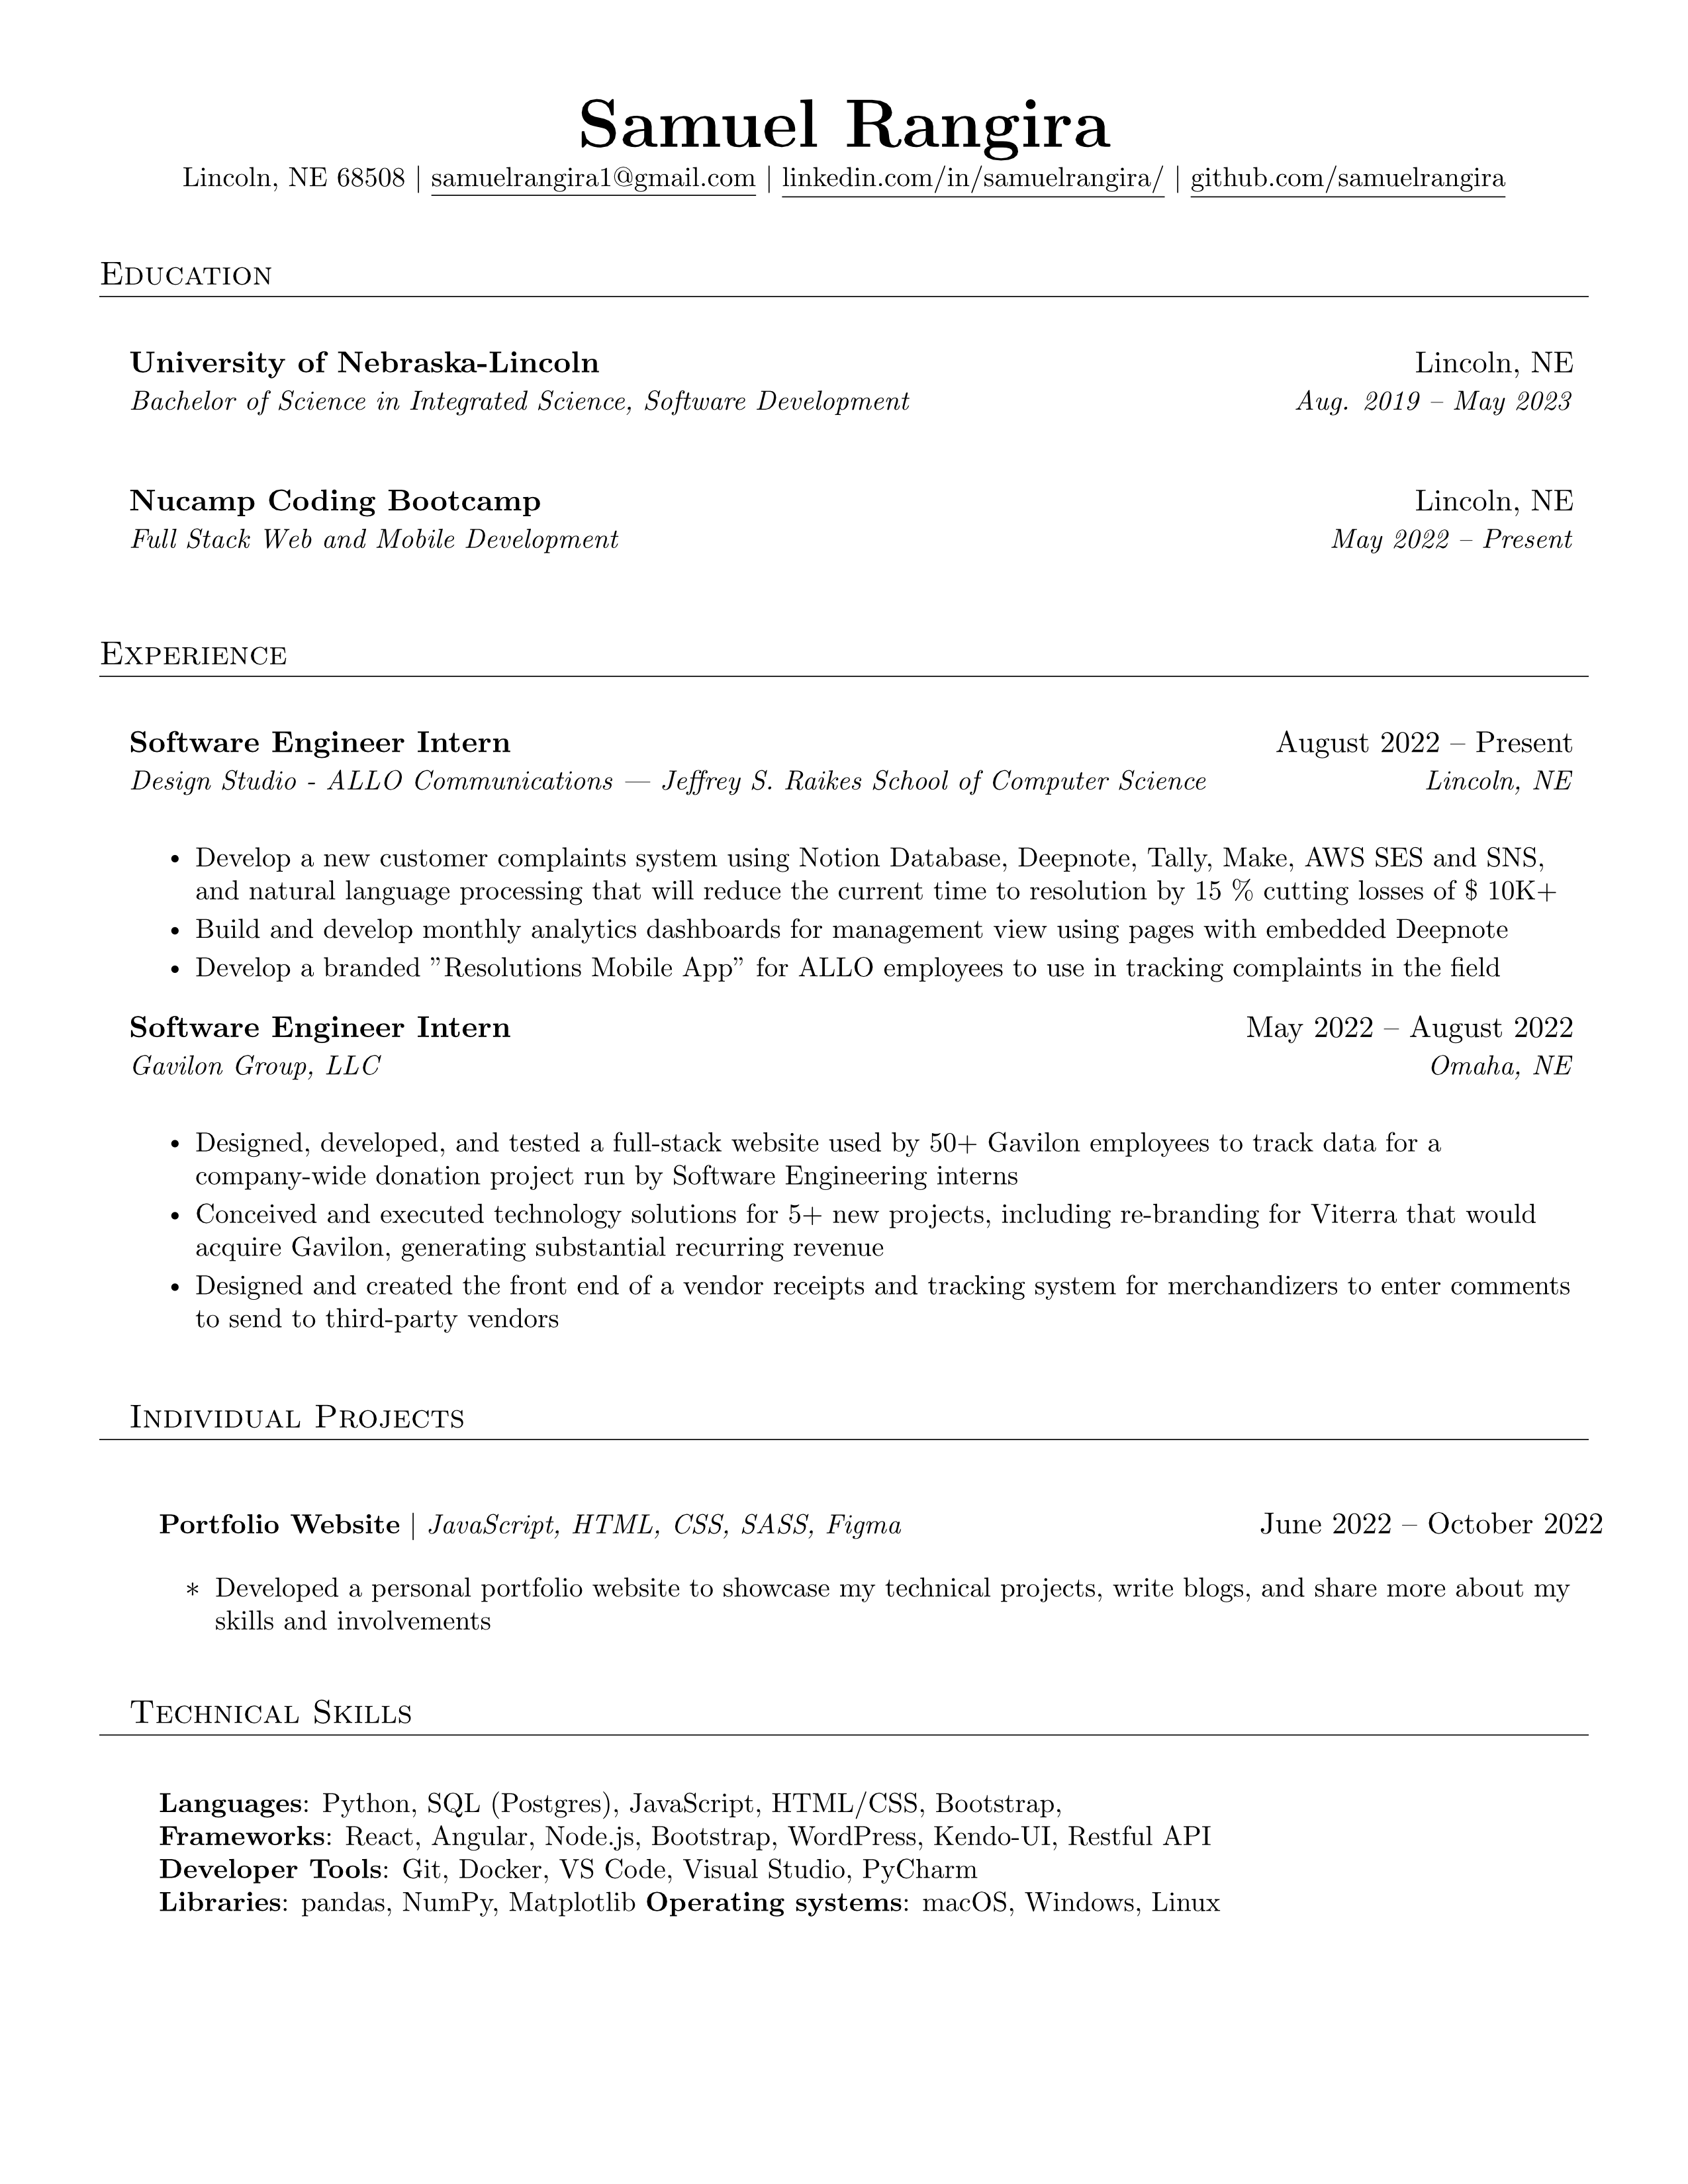 Samuel Rangira
Lincoln, NE 68508 | samuelrangira1@gmail.com | linkedin.com/in/samuelrangira/ | github.com/samuelrangira
Education
University of Nebraska-Lincoln Lincoln, NE
Bachelor of Science in Integrated Science, Software Development Aug. 2019 – May 2023
Nucamp Coding Bootcamp Lincoln, NE
Full Stack Web and Mobile Development May 2022 – Present
Experience
Software Engineer Intern August 2022 – Present
Design Studio - ALLO Communications — Jeffrey S. Raikes School of Computer Science Lincoln, NE
• Develop a new customer complaints system using Notion Database, Deepnote, Tally, Make, AWS SES and SNS,
and natural language processing that will reduce the current time to resolution by 15 % cutting losses of $ 10K+
• Build and develop monthly analytics dashboards for management view using pages with embedded Deepnote
• Develop a branded ”Resolutions Mobile App” for ALLO employees to use in tracking complaints in the field
Software Engineer Intern May 2022 – August 2022
Gavilon Group, LLC Omaha, NE
• Designed, developed, and tested a full-stack website used by 50+ Gavilon employees to track data for a
company-wide donation project run by Software Engineering interns
• Conceived and executed technology solutions for 5+ new projects, including re-branding for Viterra that would
acquire Gavilon, generating substantial recurring revenue
• Designed and created the front end of a vendor receipts and tracking system for merchandizers to enter comments
to send to third-party vendors
Individual Projects
Portfolio Website | JavaScript, HTML, CSS, SASS, Figma June 2022 – October 2022
∗ Developed a personal portfolio website to showcase my technical projects, write blogs, and share more about my
skills and involvements
Technical Skills
Languages: Python, SQL (Postgres), JavaScript, HTML/CSS, Bootstrap,
Frameworks: React, Angular, Node.js, Bootstrap, WordPress, Kendo-UI, Restful API
Developer Tools: Git, Docker, VS Code, Visual Studio, PyCharm
Libraries: pandas, NumPy, Matplotlib Operating systems: macOS, Windows, Linux